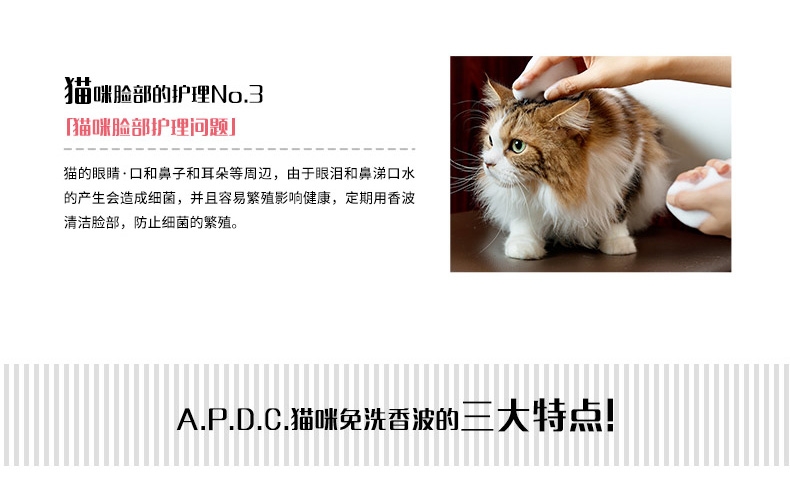 猫咪脸部的护理No.3
「猫咪脸部护理问题」
猫的眼睛·口和鼻子和耳朵等周边，由于眼泪和鼻涕口水
的产生会造成细菌，并且容易繁殖影响健康，定期用香波
清洁脸部，防止细菌的繁殖。
A.P.D.C.猫咪免洗香波的三大特点!